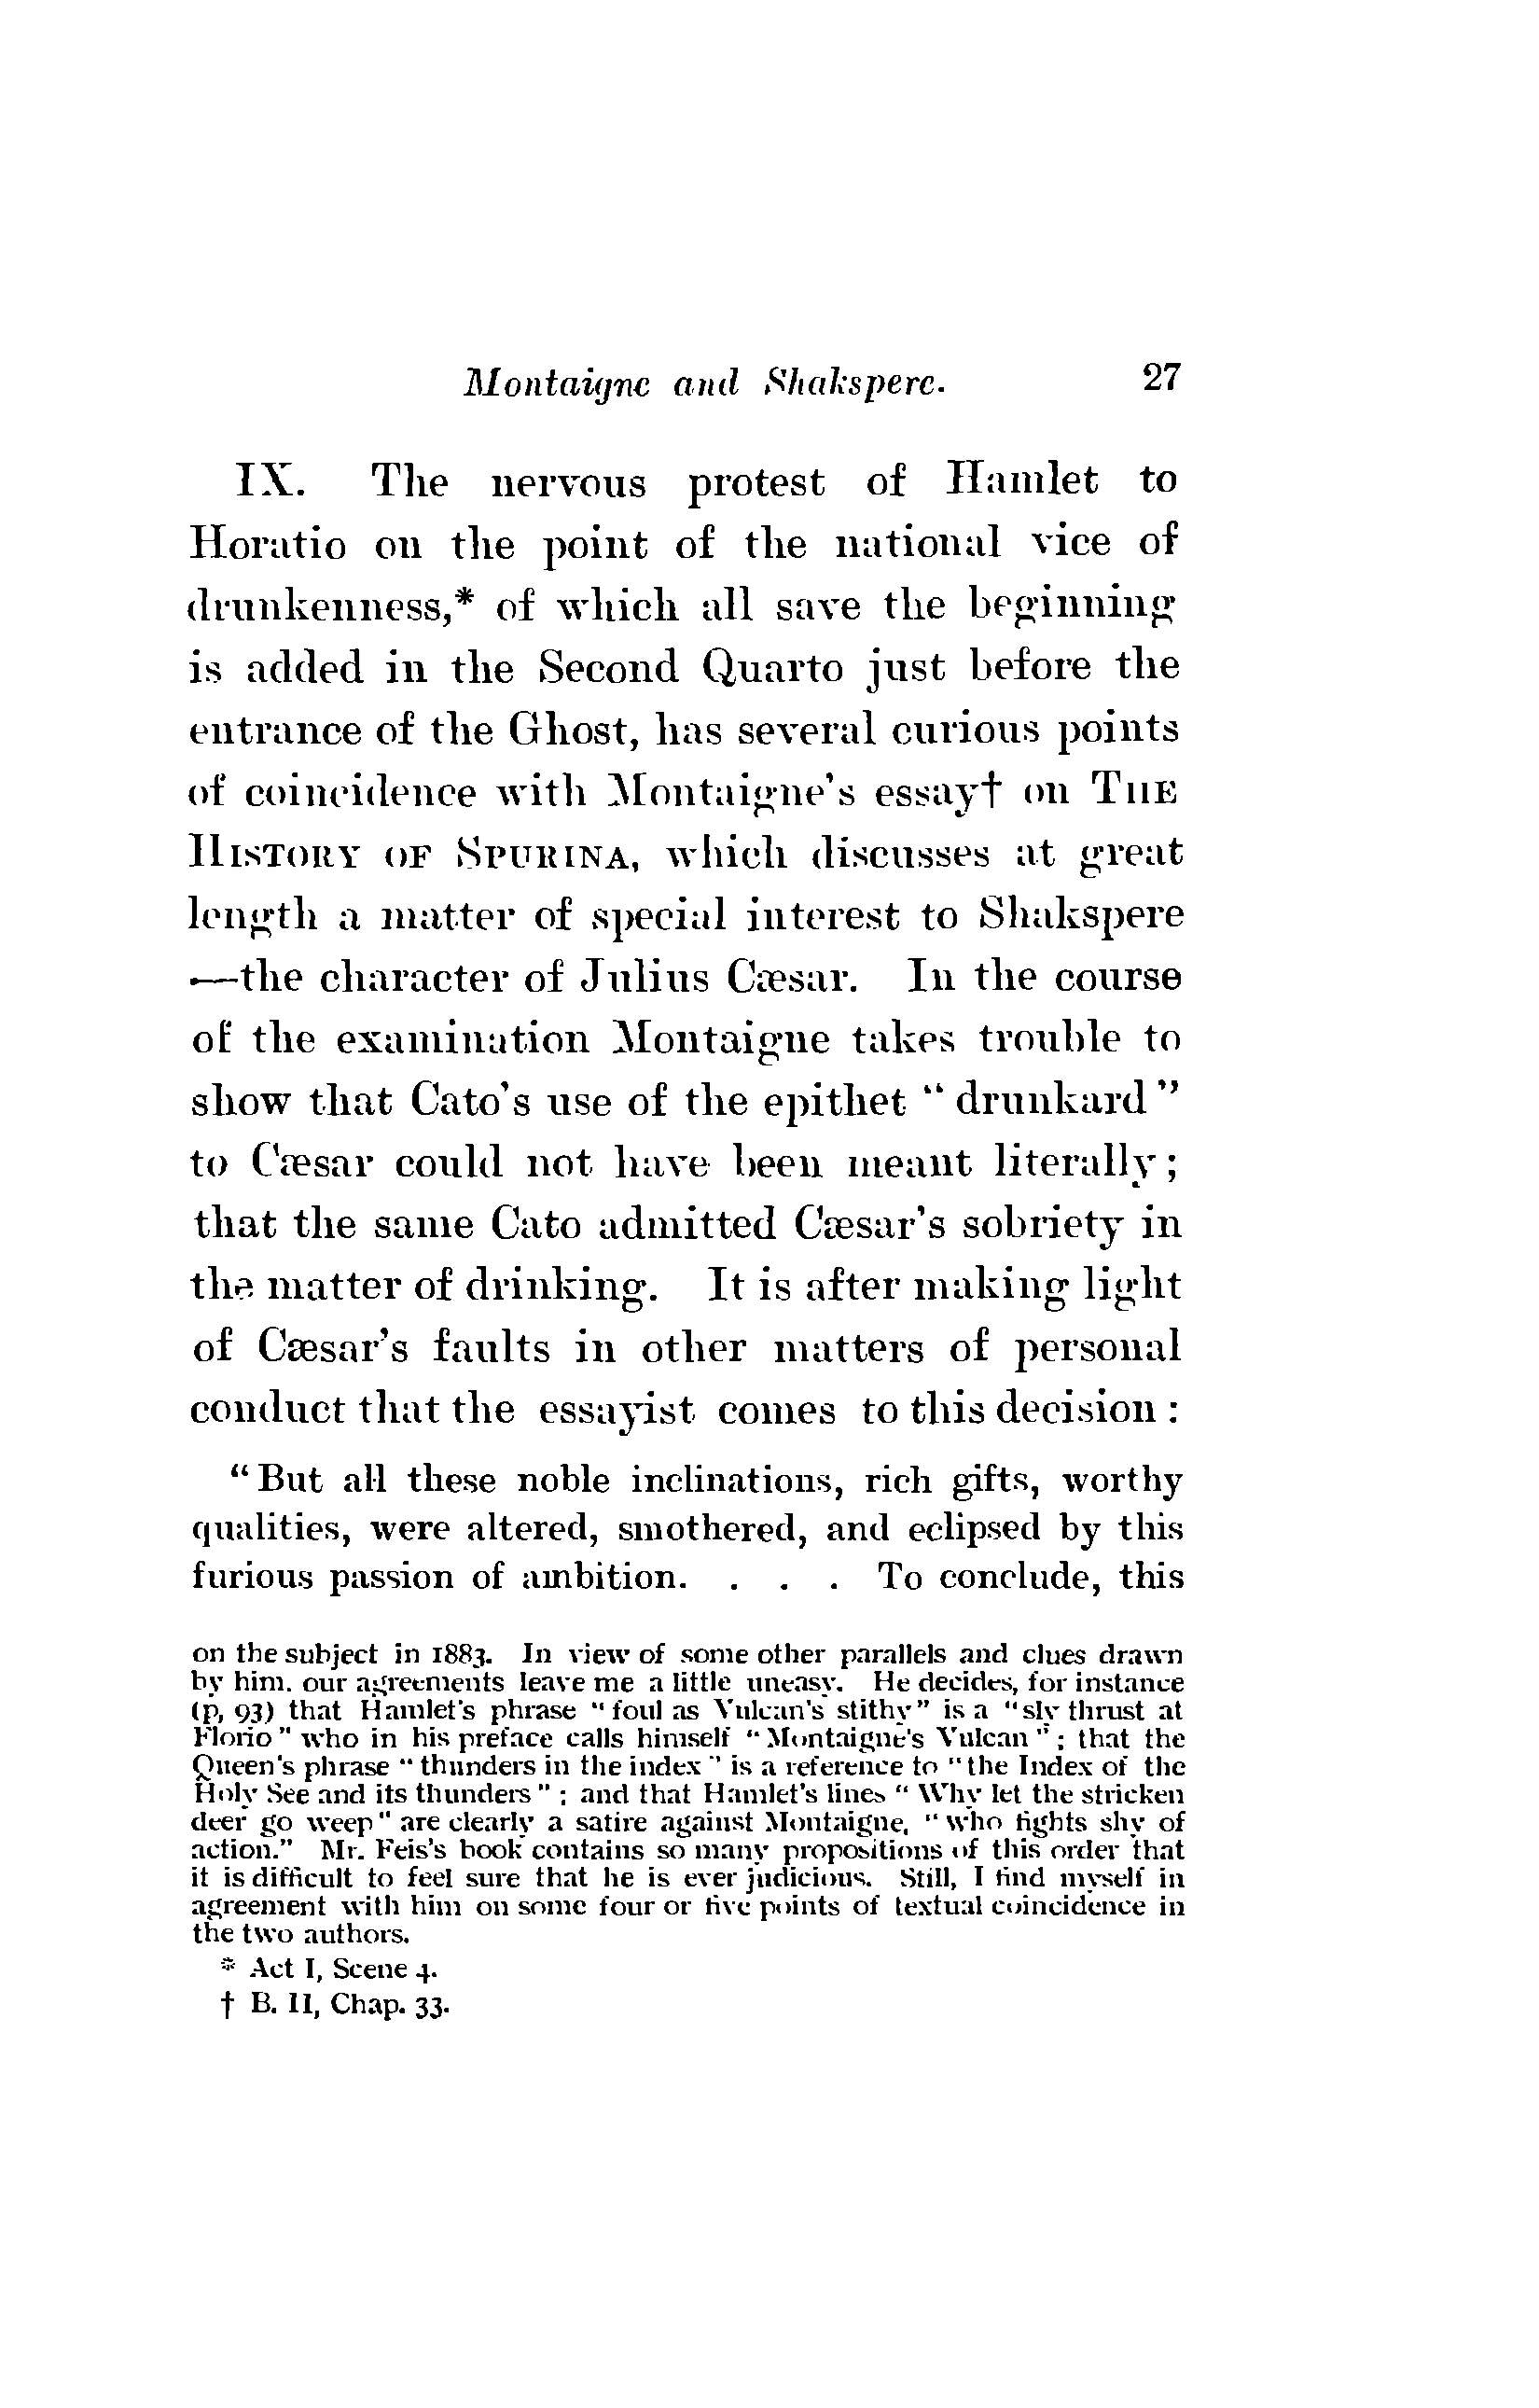 Montaigne and Shakspere. 27
IX. The nervous protest of Hamlet to
Horatio on the point of the national vice of
drunkenness,* of which all save the beginning
is added in the Second Quarto just before the
entrance of the Ghost, has several curious points
of coincidence with Montaigne's essay† on THE
HISTORY OF SPURINA, which discusses at great
length a matter of special interest to Shakspere
—the character of Julius Cæsar. In the course
of the examination Montaigne takes trouble to
show that Cato's use of the epithet “drunkard”
to Cæsar could not have been meant literally;
that the same Cato admitted Cæsar's sobriety in
the matter of drinking. It is after making light
of Cæsar's faults in other matters of personal
conduct that the essayist comes to this decision:
“But all these noble inclinations, rich gifts, worthy
qualities, were altered, smothered, and eclipsed by this
furious passion of ambition. . . . To conclude, this
on the subject in 1883. In view of some other parallels and clues drawn
by him, our agreements leave me a little uneasy. He decides, for instance
(p, 93) that Hamlet's phrase “foul as Vulcan's stithy” is a “sly thrust at
Florio” who in his preface calls himself “Montaigne's Vulcan”; that the
Queen's phrase “thunders in the index” is a reference to “the Index of the
Holy See and its thunders”; and that Hamlet's lines “Why let the stricken
deer go weep” are clearly a satire against Montaigne, “who fights shy of
action.” Mr. Feis's book contains so many propositions of this order that
it is difficult to feel sure that he is ever judicious. Still, I find myself in
agreement with him on some four or five points of textual coincidence in
the two authors.
* Act I, Scene 4.
† B. II, Chap. 33.